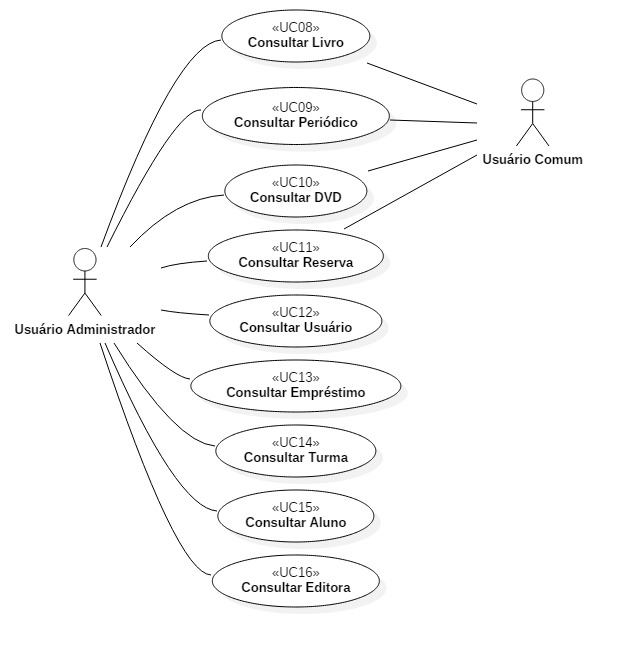 «UC08»
Consultar Livro
«UC09»
Consultar Periódico
Usuário Comum
«UC10»
Consultar DVD
«UC11»
Consultar Reserva
«UC12»
Consultar Usuário
Usuário Administrador
«UC13»
Consultar Empréstimo
«UC14»
Consultar Turma
«UC15»
Consultar Aluno
«UC16»
Consultar Editora